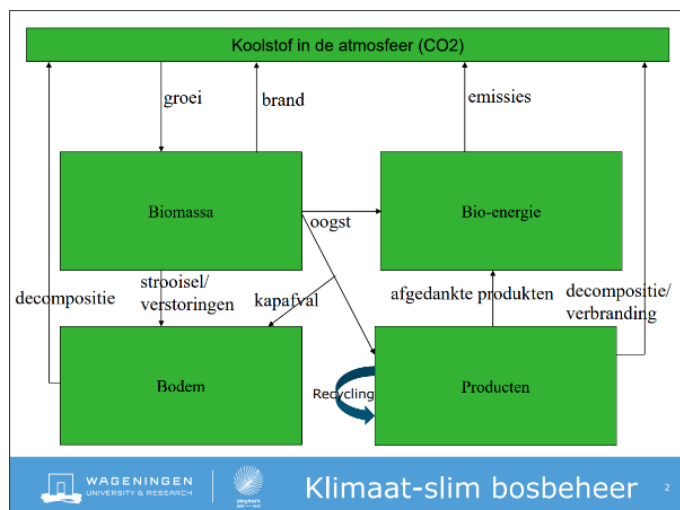 Koolstof in de atmosfeer (CO2)
groei
brand
emissies
Biomassa
oogst
Bio-energie
decompositie
strooisel/
verstoringen
kapafval
afgedankte produkten
decompositie/
verbranding
Bodem
Recycling
Producten
WAGENINGEN
UNIVERSITY & RESEARCH
Klimaat-slim bosbeheer
2